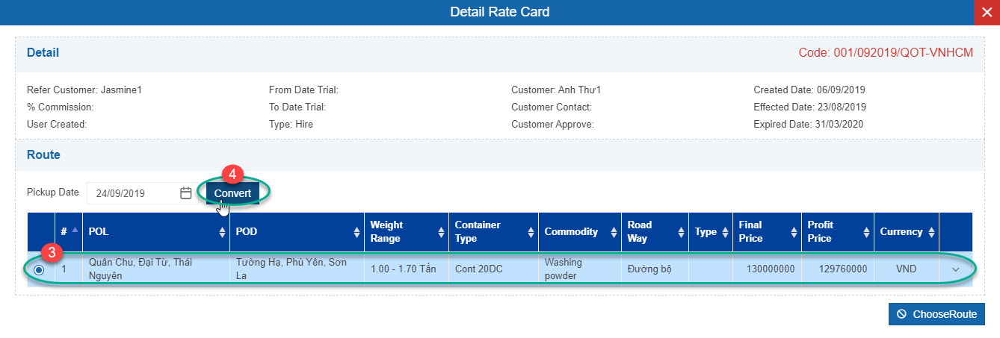 Detail Rate Card
Detail
Code: 001/092019/QOT-VNHCM
Refer Customer: Jasmine1
From Date Trial:
Customer: Anh Thư1
Created Date: 06/09/2019
% Commission:
To Date Trial:
Customer Contact:
Effected Date: 23/08/2019
User Created:
Type: Hire
Customer Approve:
Expired Date: 31/03/2020
Route
4
Pickup Date
24/09/2019
Convert
#
POL
POD
Weight
Range
Container
Type
Commodity
Road
Way
Type
Final
Price
Profit
Price
Currency
3
1
Quân Chu, Đại Từ, Thái
Nguyên
Tường Hạ, Phù Yên, Sơn
La
1.00 - 1.70 Tấn
Cont 20DC
Washing
powder
Đường bộ
130000000
129760000
VND
ChooseRoute